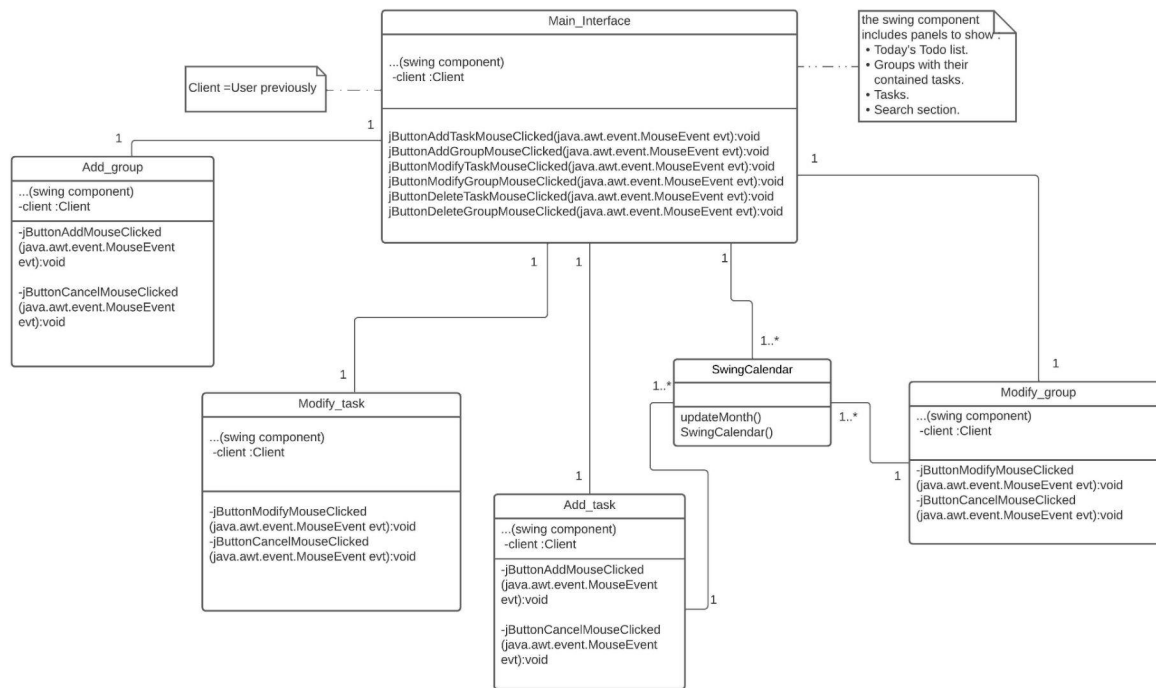 Main_Interface
...(swing component)
-client :Client
jButtonAddTaskMouseClicked(java.awt.event.MouseEvent evt):void
jButtonAddGroupMouseClicked(java.awt.event.MouseEvent evt):void
jButtonModifyTaskMouseClicked(java.awt.event.MouseEvent evt):void
jButtonModifyGroupMouseClicked(java.awt.event.MouseEvent evt):void
jButtonDeleteTaskMouseClicked(java.awt.event.MouseEvent evt):void
jButtonDeleteGroupMouseClicked(java.awt.event.MouseEvent evt):void
the swing component
includes panels to show :
• Today's Todo list.
• Groups with their
contained tasks.
• Tasks.
• Search section.
Client =User previously
1
1
1
Add_group
...(swing component)
-client :Client
-jButtonAddMouseClicked
(java.awt.event.MouseEvent
evt):void
-jButtonCancelMouseClicked
(java.awt.event.MouseEvent
evt):void
1
1
1
1..*
1
1
Modify_task
...(swing component)
-client :Client
-jButtonModifyMouseClicked
(java.awt.event.MouseEvent evt):void
-jButtonCancelMouseClicked
(java.awt.event.MouseEvent evt):void
SwingCalendar
updateMonth()
SwingCalendar()
1..*
1..*
1
Modify_group
...(swing component)
-client :Client
-jButtonModifyMouseClicked
(java.awt.event.MouseEvent evt):void
-jButtonCancelMouseClicked
(java.awt.event.MouseEvent evt):void
1
Add_task
...(swing component)
-client :Client
-jButtonAddMouseClicked
(java.awt.event.MouseEvent
evt):void
-jButtonCancelMouseClicked
(java.awt.event.MouseEvent
evt):void
1